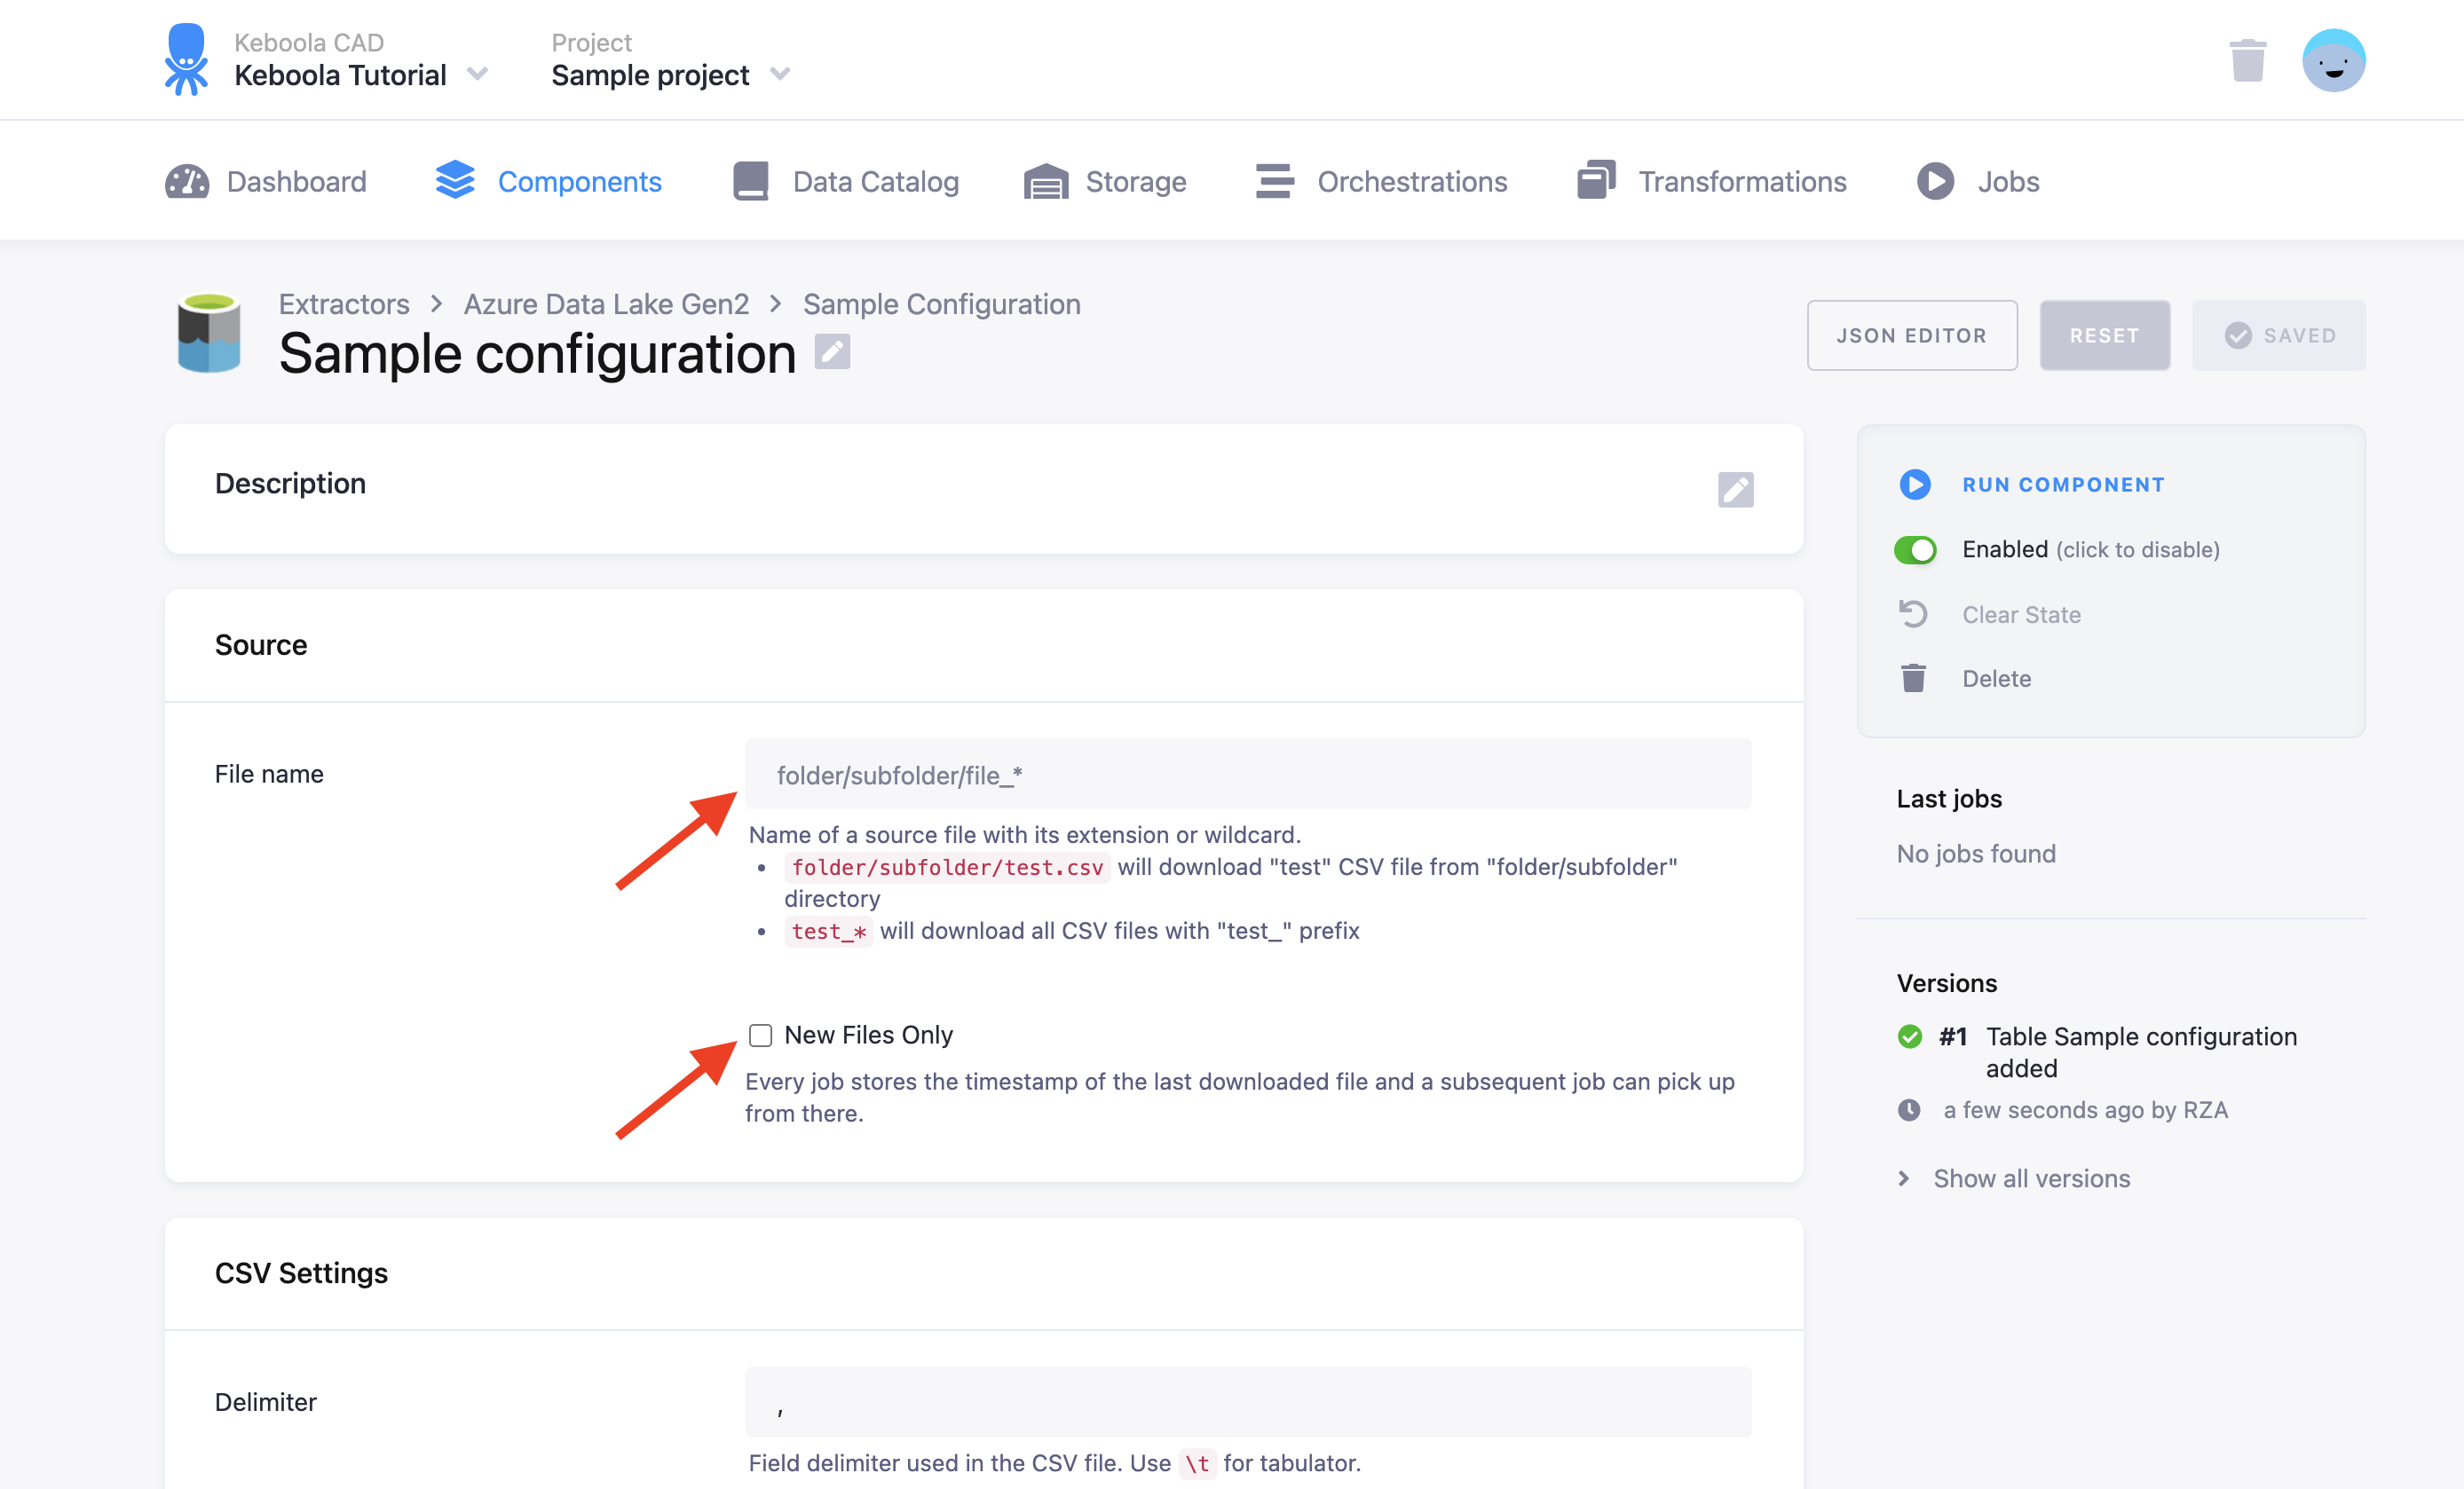 Keboola CAD
Keboola Tutorial
Project
Sample project
Dashboard
Components
Data Catalog
Storage
Orchestrations
Transformations
Jobs
Extractors > Azure Data Lake Gen2 > Sample Configuration
Sample configuration
JSON EDITOR
RESET
SAVED
Description
Source
File name
folder/subfolder/file_*
Name of a source file with its extension or wildcard.
• folder/subfolder/test.csv will download "test" CSV file from "folder/subfolder"
directory
• test_* will download all CSV files with "test_" prefix
New Files Only
Every job stores the timestamp of the last downloaded file and a subsequent job can pick up
from there.
CSV Settings
Delimiter
,
Field delimiter used in the CSV file. Use \t for tabulator.
RUN COMPONENT
Enabled (click to disable)
Clear State
Delete
Last jobs
No jobs found
Versions
#1 Table Sample configuration
added
a few seconds ago by RZA
Show all versions